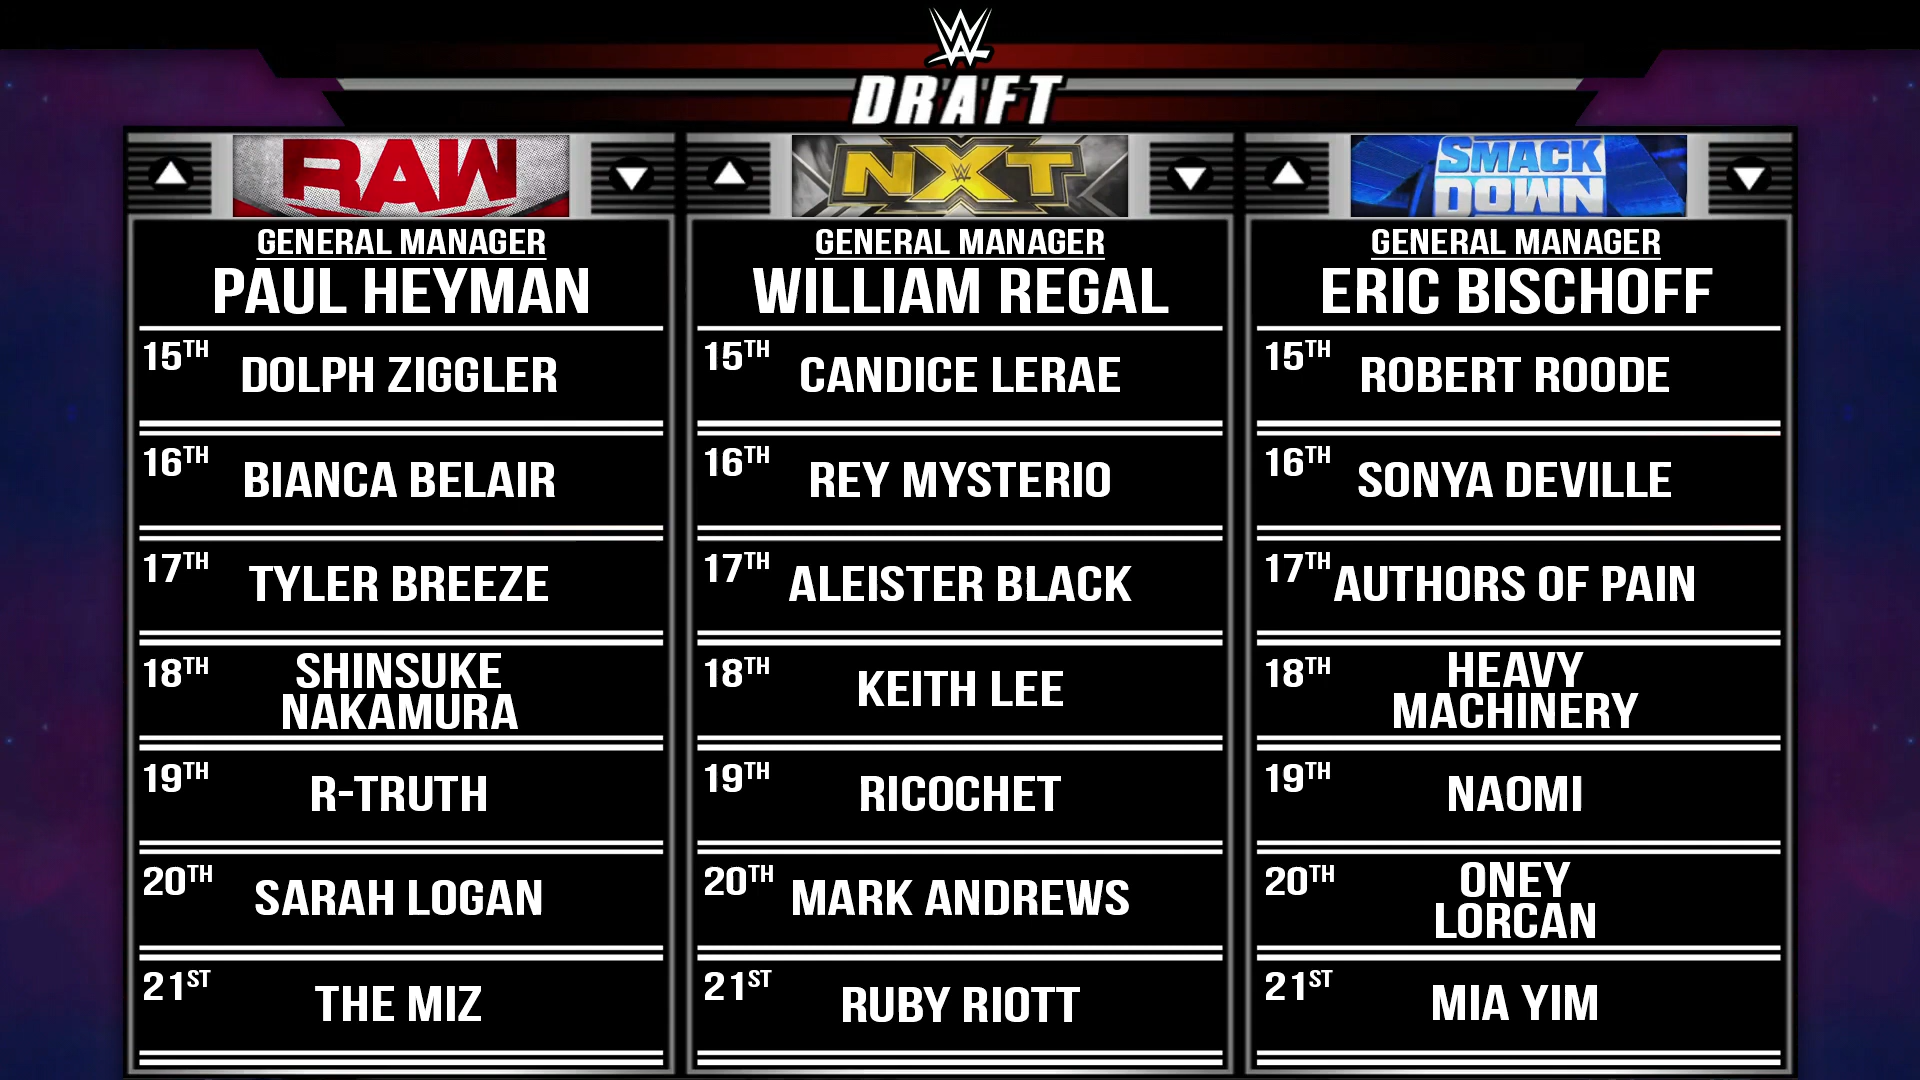 W
DRAFT
RAW
GENERAL MANAGER
PAUL HEYMAN
15TH DOLPH ZIGGLER
16TH BIANCA BELAIR
17TH TYLER BREEZE
18TH SHINSUKE
NAKAMURA
19TH R-TRUTH
20TH SARAH LOGAN
21ST THE MIZ
NXT
GENERAL MANAGER
WILLIAM REGAL
15TH CANDICE LERAE
16TH REY MYSTERIO
17TH ALEISTER BLACK
18TH KEITH LEE
19TH RICOCHET
20TH MARK ANDREWS
21ST RUBY RIOTT
SMACK
DOWN
GENERAL MANAGER
ERIC BISCHOFF
15TH ROBERT ROODE
16TH SONYA DEVILLE
17TH AUTHORS OF PAIN
18TH HEAVY
MACHINERY
19TH NAOMI
20TH ONEY
LORCAN
21ST MIA YIM